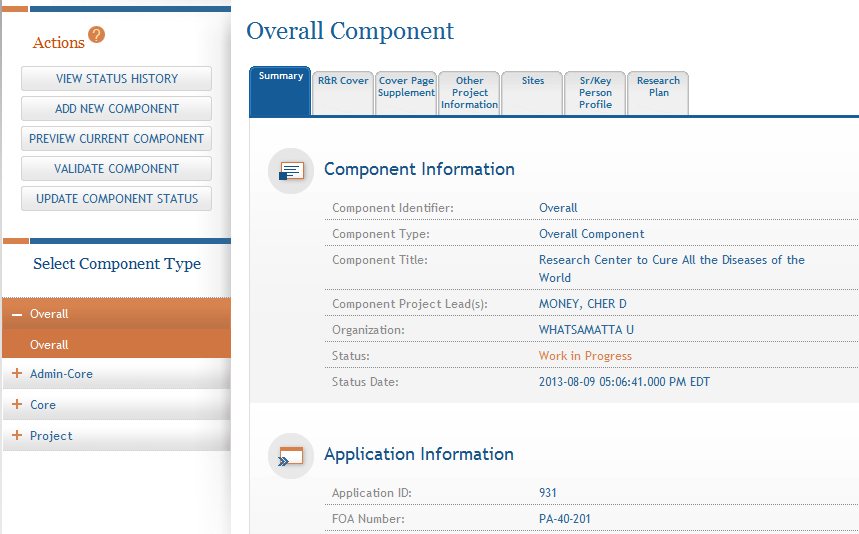 Actions ?
VIEW STATUS HISTORY
ADD NEW COMPONENT
PREVIEW CURRENT COMPONENT
VALIDATE COMPONENT
UPDATE COMPONENT STATUS
Select Component Type
Overall
Overall
Admin-Core
Core
Project
Overall Component
Summary
R&R Cover
Cover Page
Supplement
Other
Project
Information
Sites
Sr/Key
Person
Profile
Research
Plan
Component Information
Component Identifier: Overall
Component Type: Overall Component
Component Title: Research Center to Cure All the Diseases of the
World
Component Project Lead(s): MONEY, CHER D
Organization: WHATSAMATTA U
Status: Work in Progress
Status Date: 2013-08-09 05:06:41.000 PM EDT
Application Information
Application ID: 931
FOA Number: PA-40-201